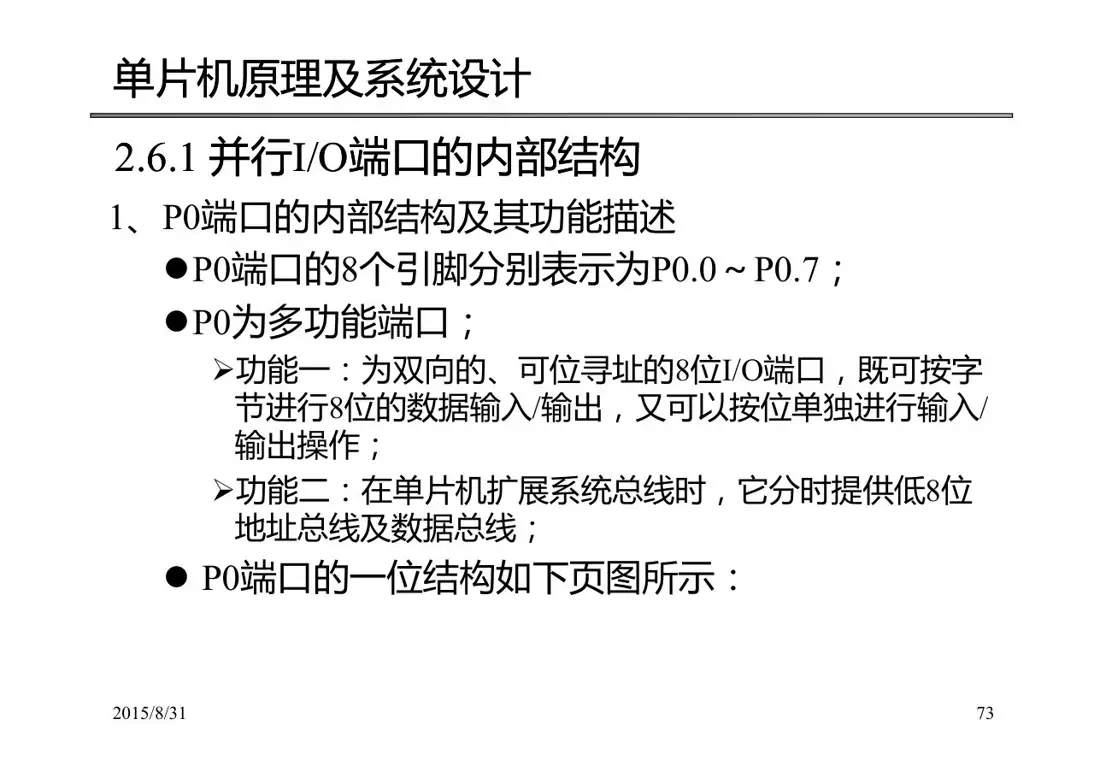 单片机原理及系统设计
2.6.1 并行I/O端口的内部结构
1、P0端口的内部结构及其功能描述
●P0端口的8个引脚分别表示为P0.0～P0.7；
●P0为多功能端口；
➢功能一：为双向的、可位寻址的8位I/O端口，既可按字
节进行8位的数据输入/输出，又可以按位单独进行输入/
输出操作；
➢功能二：在单片机扩展系统总线时，它分时提供低8位
地址总线及数据总线；
● P0端口的一位结构如下页图所示：
2015/8/31
73